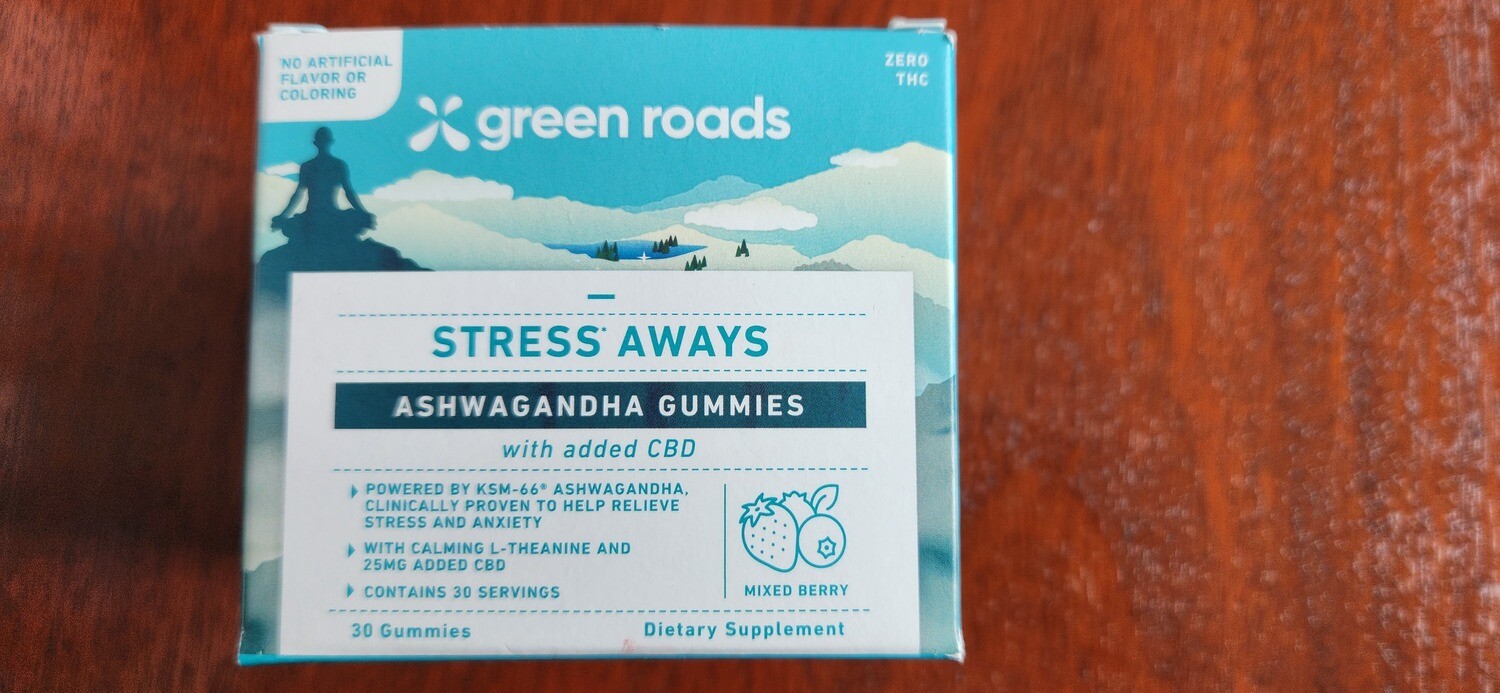 NO ARTIFICIAL
FLAVOR OR
COLORING
ZERO
THC
green roads
STRESS* AWAYS
ASHWAGANDHA GUMMIES
with added CBD
POWERED BY KSM-66® ASHWAGANDHA,
CLINICALLY PROVEN TO HELP RELIEVE
STRESS AND ANXIETY
WITH CALMING L-THEANINE AND
25MG ADDED CBD
CONTAINS 30 SERVINGS
MIXED BERRY
30 Gummies
Dietary Supplement